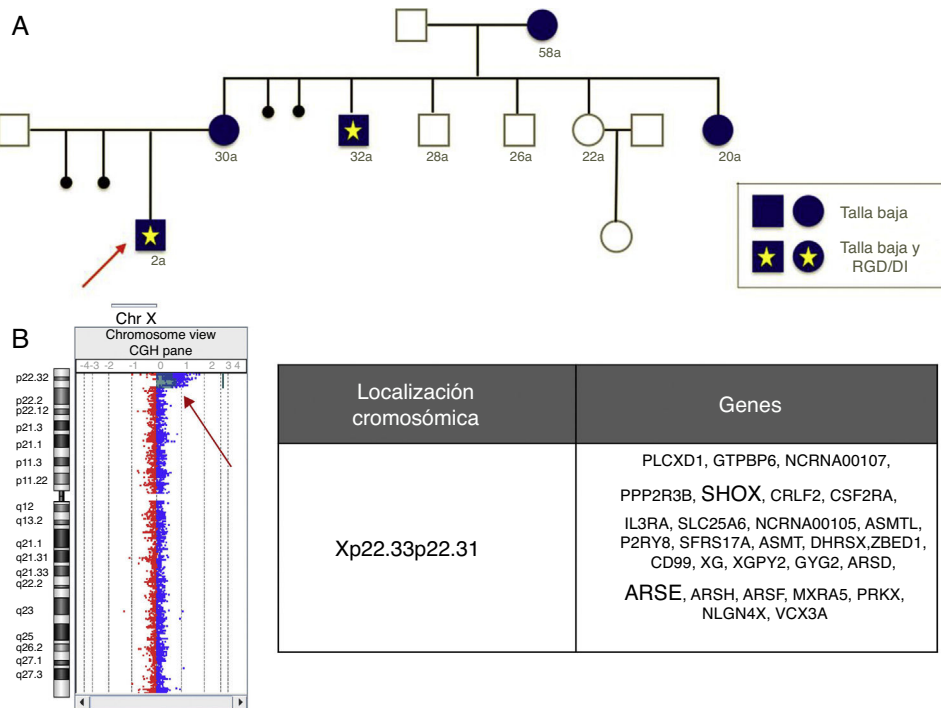 A
58a
30a
32a
28a
26a
22a
20a
2a
Talla baja
Talla baja y
RGD/DI
Chr X
B
Chromosome view
CGH pane
-4 -3 -2 -1 0 1 2 3 4
p22.32
p22.2
p22.12
p21.3
p21.1
p11.3
p11.22
q12
q13.2
q21.1
q21.31
q21.33
q22.2
q23
q25
q26.2
q27.1
q27.3
Localización
cromosómica
Genes
Xp22.33p22.31
PLCXD1, GTPBP6, NCRNA00107,
PPP2R3B, SHOX, CRLF2, CSF2RA,
IL3RA, SLC25A6, NCRNA00105, ASMTL,
P2RY8, SFRS17A, ASMT, DHRSX,ZBED1,
CD99, XG, XGPY2, GYG2, ARSD,
ARSE, ARSH, ARSF, MXRA5, PRKX,
NLGN4X, VCX3A